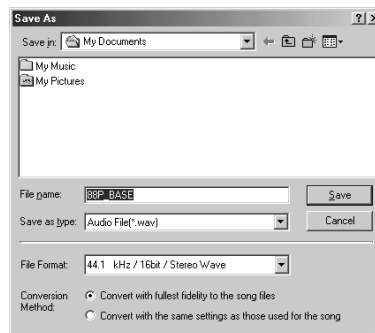 Save As
Save in: My Documents
My Music
My Pictures
File name: 88P_BASE Save
Save as type: Audio File(*.wav) Cancel
File Format: 44.1 kHz / 16bit / Stereo Wave
Conversion Method: Convert with fullest fidelity to the song files
Convert with the same settings as those used for the song